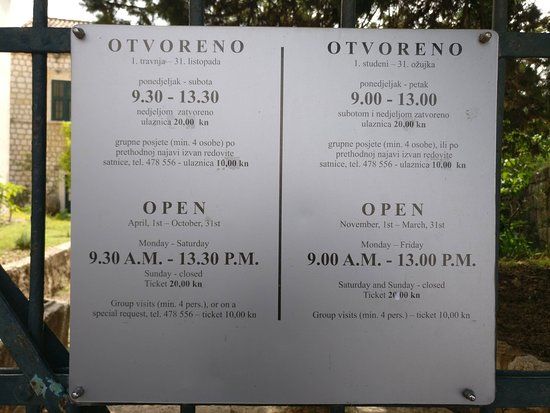 OTVORENO
1. travnja – 31. listopada
ponedjeljak - subota
9.30 - 13.30
nedjeljom zatvoreno
ulaznica 20,00 kn
grupne posjete (min. 4 osobe) po
prethodnoj najavi izvan redovite
satnice, tel. 478 556 - ulaznica 10,00 kn
OPEN
April, 1st – October, 31st
Monday - Saturday
9.30 A.M. - 13.30 P.M.
Sunday - closed
Ticket 20,00 kn
Group visits (min. 4 pers.), or on a
special request, tel. 478 556 – ticket 10,00 kn
OTVORENO
1. studeni – 31. ožujka
ponedjeljak - petak
9.00 - 13.00
subotom i nedjeljom zatvoreno
ulaznica 20,00 kn
grupne posjete (min. 4 osobe), ili po
prethodnoj najavi izvan redovite
satnice, tel. 478 556 - ulaznica 10,00 kn
OPEN
November, 1st – March, 31st
Monday – Friday
9.00 A.M. - 13.00 P.M.
Saturday and Sunday - closed
Ticket 20,00 kn
Group visits (min. 4 pers.) – ticket 10,00 kn